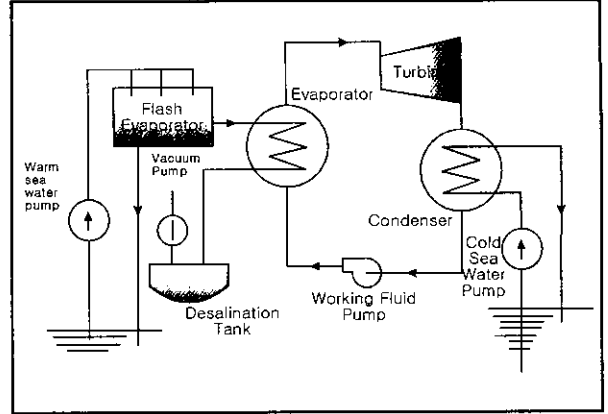 Flash
Evaporator
Evaporator
Turbi
Warm
sea
water
pump
Vacuum
Pump
Condenser
Cold
Sea
Water
Pump
Working Fluid
Pump
Desalination
Tank